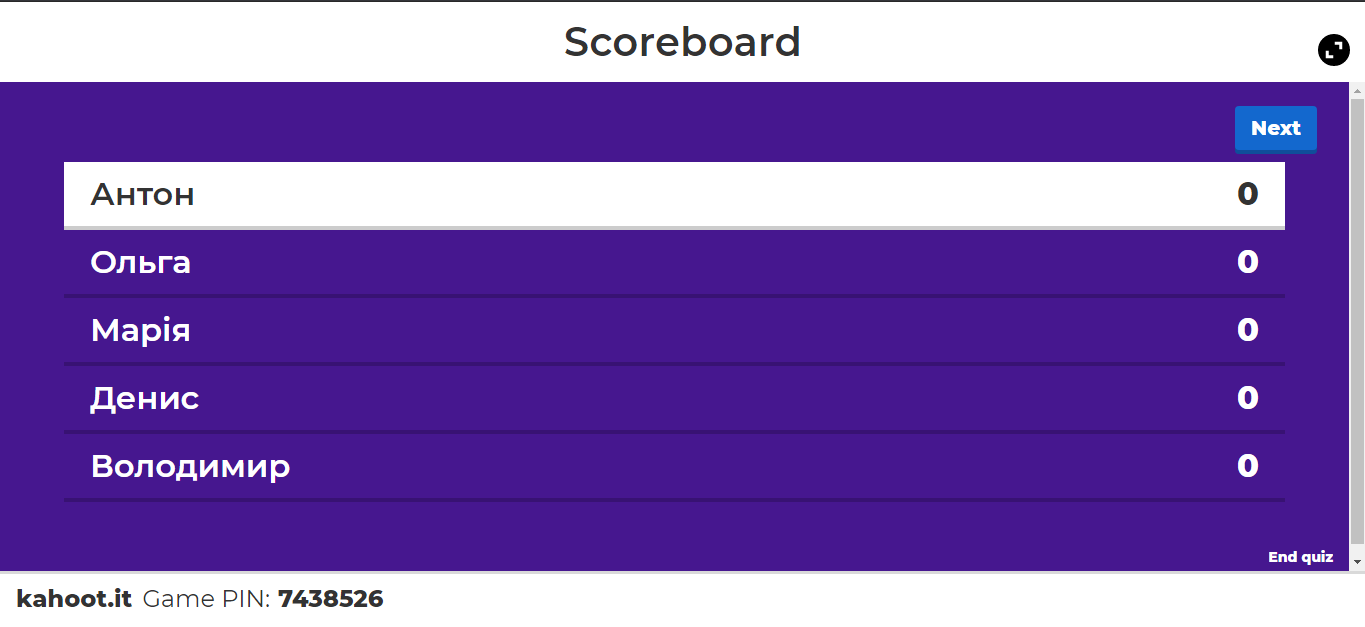 Scoreboard
Next
Антон 0
Ольга 0
Марія 0
Денис 0
Володимир 0
End quiz
kahoot.it Game PIN: 7438526